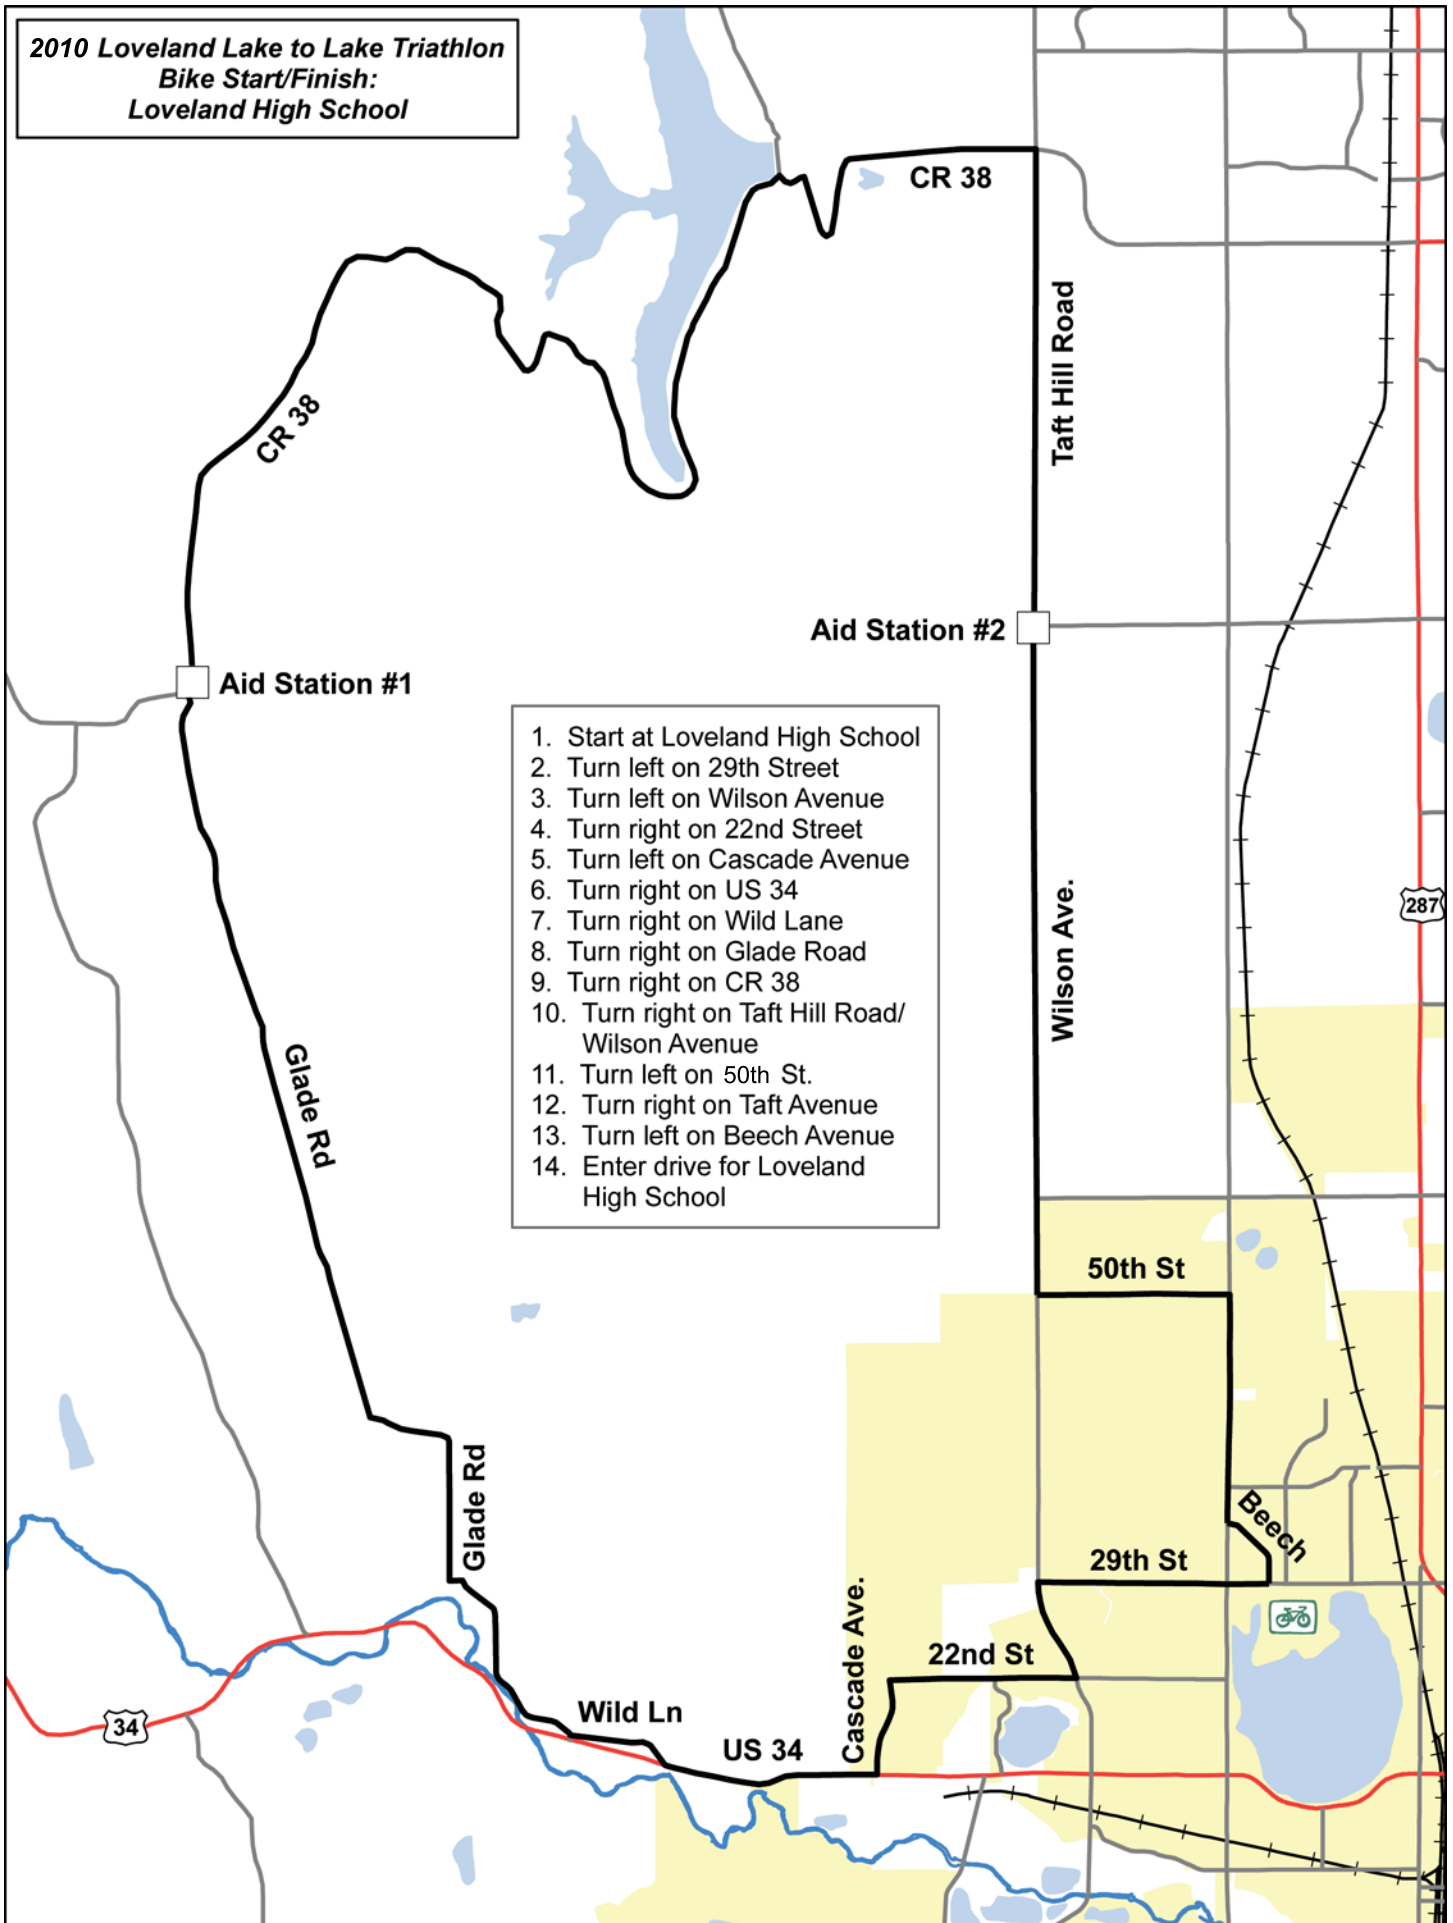 2010 Loveland Lake to Lake Triathlon
Bike Start/Finish:
Loveland High School
CR 38
Taft Hill Road
CR 38
Aid Station #2
Aid Station #1
1. Start at Loveland High School
2. Turn left on 29th Street
3. Turn left on Wilson Avenue
4. Turn right on 22nd Street
5. Turn left on Cascade Avenue
6. Turn right on US 34
7. Turn right on Wild Lane
8. Turn right on Glade Road
9. Turn right on CR 38
10. Turn right on Taft Hill Road/
Wilson Avenue
11. Turn left on 50th St.
12. Turn right on Taft Avenue
13. Turn left on Beech Avenue
14. Enter drive for Loveland
High School
287
Wilson Ave.
Glade Rd
50th St
Glade Rd
Beech
29th St
Cascade Ave.
22nd St
Wild Ln
34
US 34